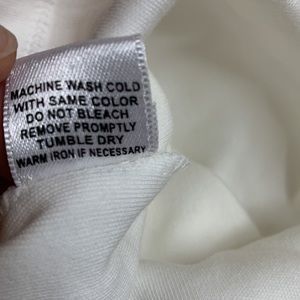 MACHINE WASH COLD
WITH SAME COLOR
DO NOT BLEACH
REMOVE PROMPTLY
TUMBLE DRY
WARM IRON IF NECESSARY